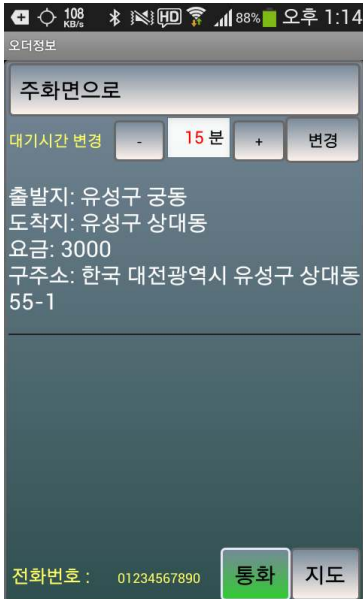 108 KB/s HD 88% 오후 1:14
오더정보
주화면으로
대기시간 변경 - 15 분 + 변경
출발지: 유성구 궁동
도착지: 유성구 상대동
요금: 3000
구주소: 한국 대전광역시 유성구 상대동
55-1
전화번호 : 01234567890 통화 지도